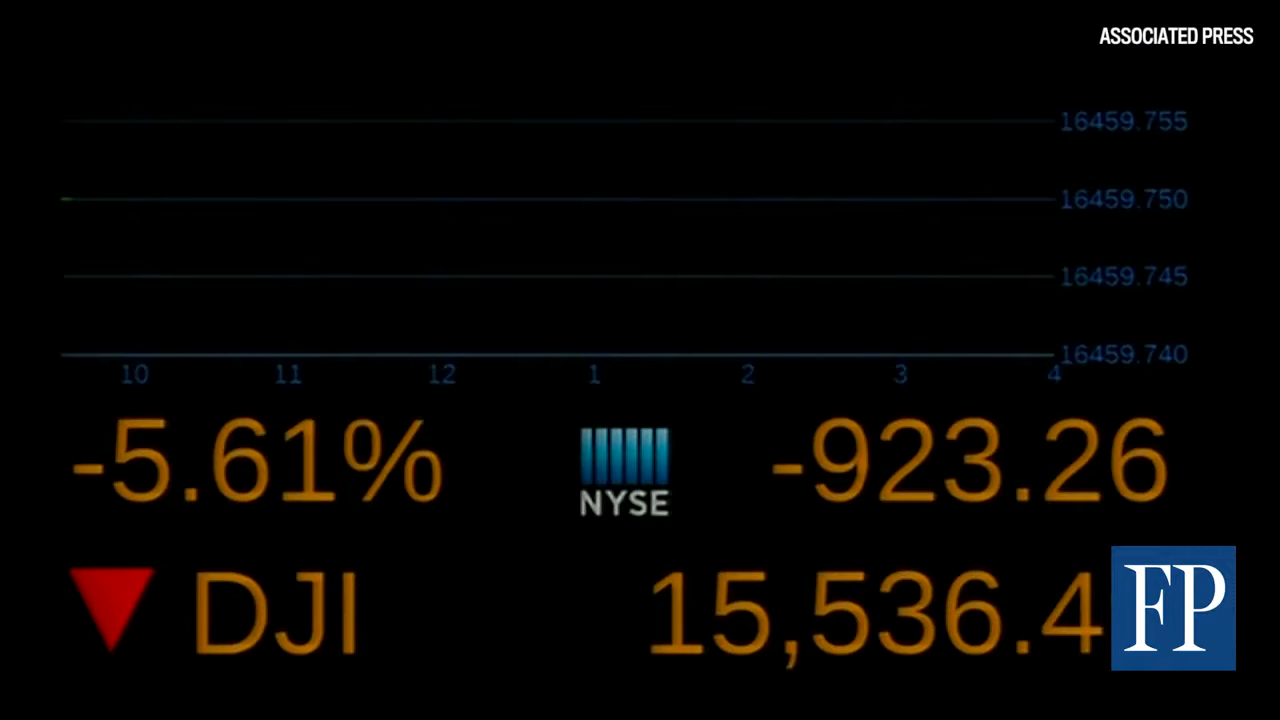 ASSOCIATED PRESS
16459.755
16459.750
16459.745
16459.740
10 11 12 1 2 3 4
-5.61% NYSE -923.26
DJI 15,536.4
FP